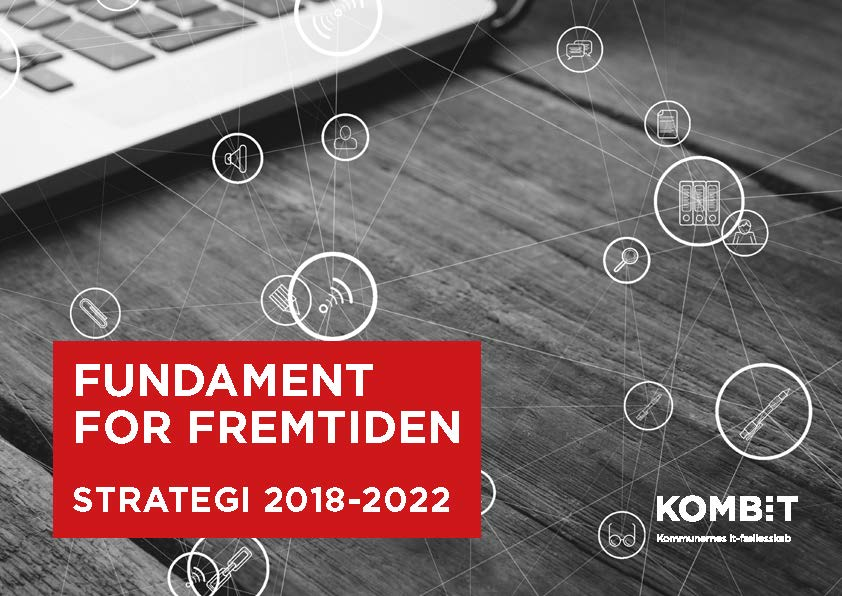 FUNDAMENT
FOR FREMTIDEN
STRATEGI 2018-2022
KOMBIT
Kommunernes it-fællesskab